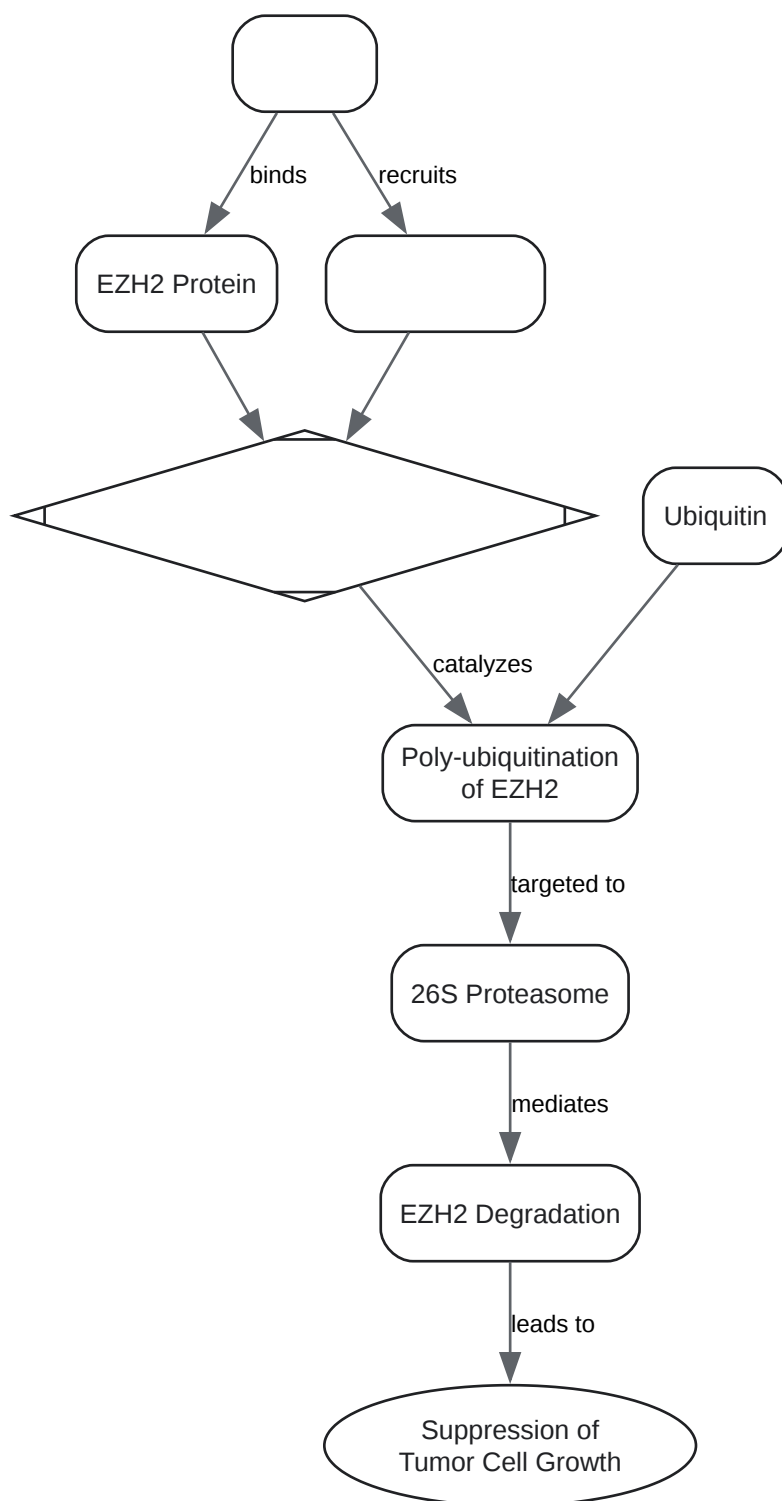 binds
recruits
EZH2 Protein
Ubiquitin
catalyzes
Poly-ubiquitination
of EZH2
targeted to
26S Proteasome
mediates
EZH2 Degradation
leads to
Suppression of
Tumor Cell Growth